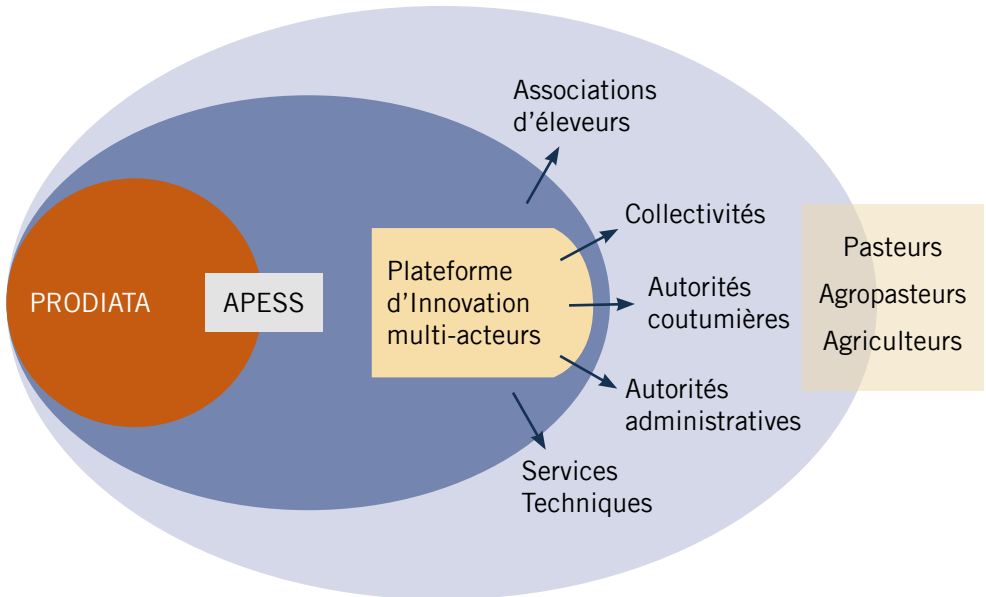 PRODIATA
APESS
Plateforme
d'Innovation
multi-acteurs
Associations
d'éleveurs
Collectivités
Autorités
coutumières
Autorités
administratives
Services
Techniques
Pasteurs
Agropasteurs
Agriculteurs